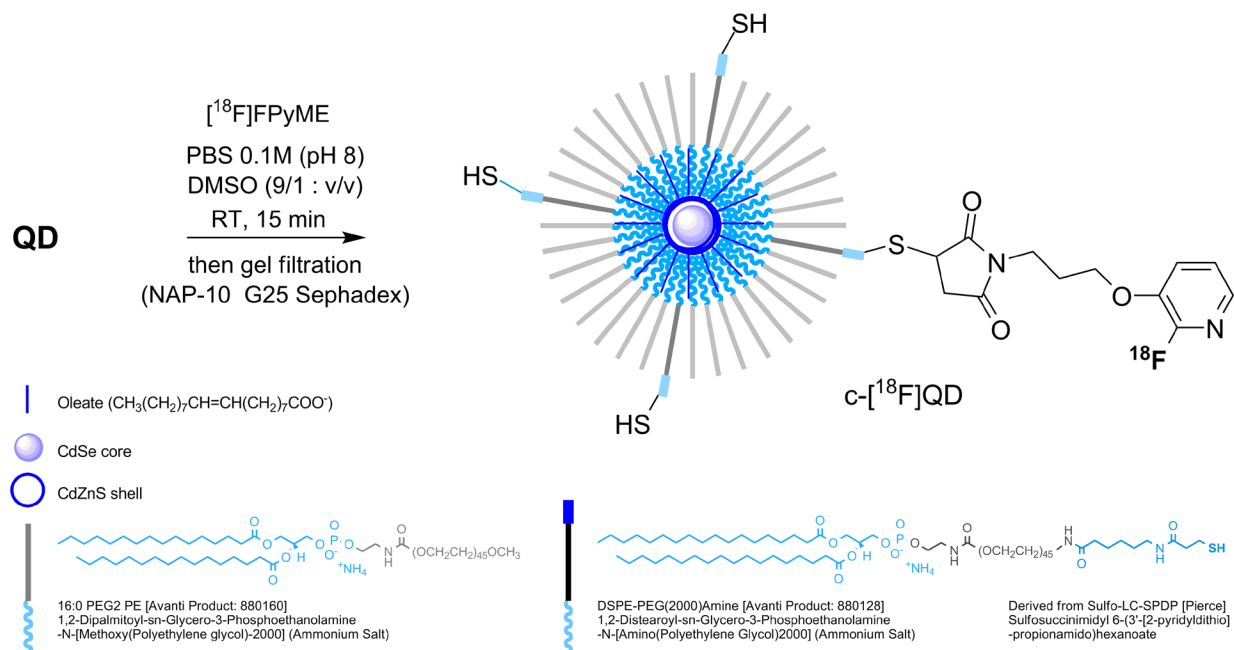 [¹⁸F]FPyME
PBS 0.1M (pH 8)
DMSO (9/1 : v/v)
RT, 15 min
QD
then gel filtration
(NAP-10 G25 Sephadex)
SH
HS
HS
S
O
N
O
O
N
¹⁸F
c-[¹⁸F]QD
Oleate (CH₃(CH₂)₇CH=CH(CH₂)₇COO⁻)
CdSe core
CdZnS shell
O
O
O
O
H
O
O
P
O⁻
O
⁺NH₄
N
H
O
(OCH₂CH₂)₄₅OCH₃
16:0 PEG2 PE [Avanti Product: 880160]
1,2-Dipalmitoyl-sn-Glycero-3-Phosphoethanolamine
-N-[Methoxy(Polyethylene glycol)-2000] (Ammonium Salt)
O
O
O
O
H
O
O
P
O⁻
O
⁺NH₄
N
H
O
(OCH₂CH₂)₄₅
H
N
O
H
N
O
SH
DSPE-PEG(2000)Amine [Avanti Product: 880128]
1,2-Distearoyl-sn-Glycero-3-Phosphoethanolamine
-N-[Amino(Polyethylene Glycol)2000] (Ammonium Salt)
Derived from Sulfo-LC-SPDP [Pierce]
Sulfosuccinimidyl 6-(3'-[2-pyridyldithio]
-propionamido)hexanoate